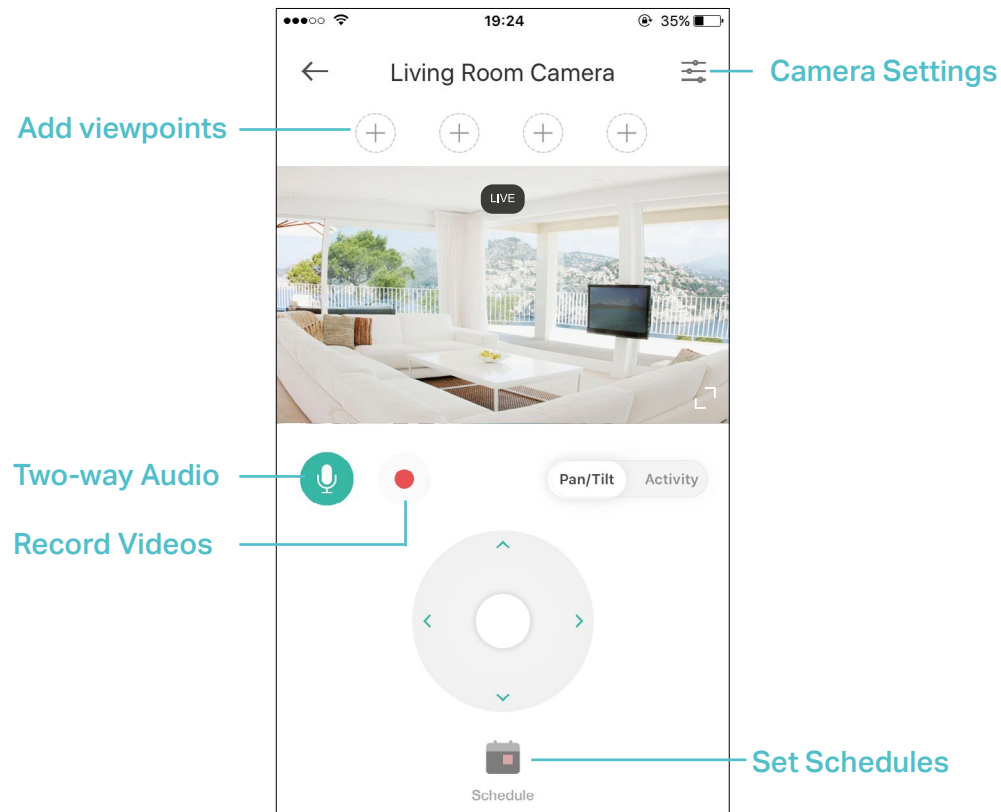 19:24
35%
Living Room Camera
Camera Settings
Add viewpoints
LIVE
Two-way Audio
Pan/Tilt
Activity
Record Videos
Set Schedules
Schedule